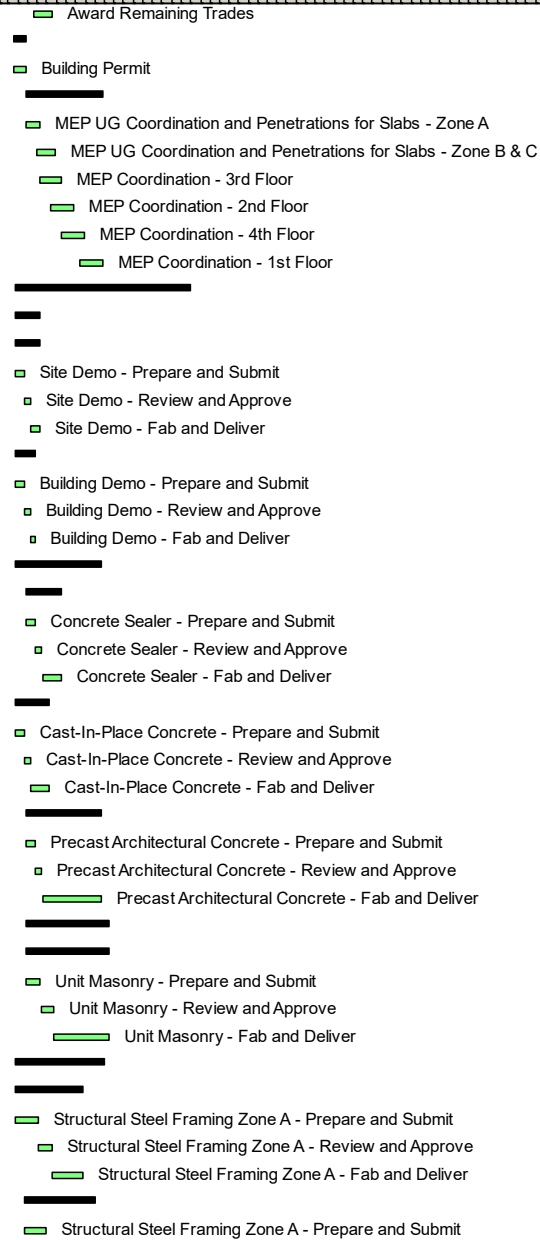 Award Remaining Trades
Building Permit
MEP UG Coordination and Penetrations for Slabs - Zone A
MEP UG Coordination and Penetrations for Slabs - Zone B & C
MEP Coordination - 3rd Floor
MEP Coordination - 2nd Floor
MEP Coordination - 4th Floor
MEP Coordination - 1st Floor
Site Demo - Prepare and Submit
Site Demo - Review and Approve
Site Demo - Fab and Deliver
Building Demo - Prepare and Submit
Building Demo - Review and Approve
Building Demo - Fab and Deliver
Concrete Sealer - Prepare and Submit
Concrete Sealer - Review and Approve
Concrete Sealer - Fab and Deliver
Cast-In-Place Concrete - Prepare and Submit
Cast-In-Place Concrete - Review and Approve
Cast-In-Place Concrete - Fab and Deliver
Precast Architectural Concrete - Prepare and Submit
Precast Architectural Concrete - Review and Approve
Precast Architectural Concrete - Fab and Deliver
Unit Masonry - Prepare and Submit
Unit Masonry - Review and Approve
Unit Masonry - Fab and Deliver
Structural Steel Framing Zone A - Prepare and Submit
Structural Steel Framing Zone A - Review and Approve
Structural Steel Framing Zone A - Fab and Deliver
Structural Steel Framing Zone A - Prepare and Submit